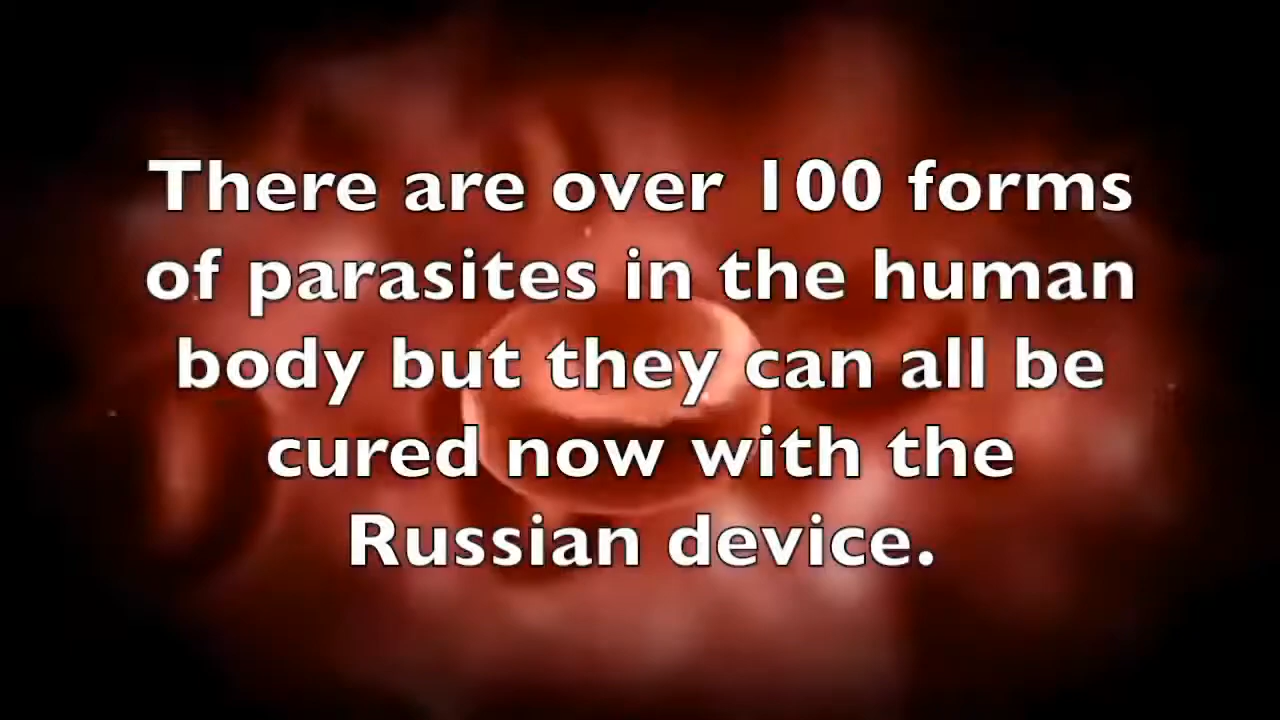 There are over 100 forms
of parasites in the human
body but they can all be
cured now with the
Russian device.